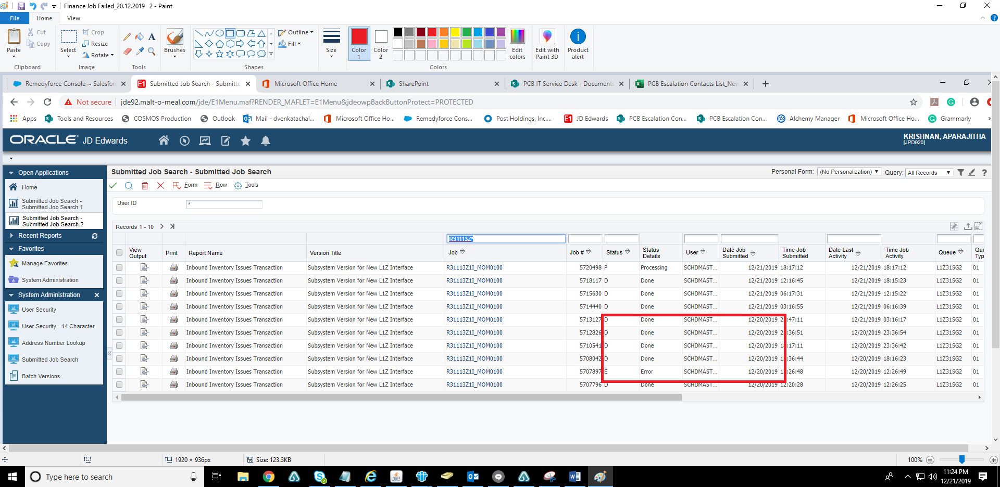 Finance Job Failed_20.12.2019   2 - Paint
File Home View
Paste Cut Copy Clipboard
Select Crop Resize Rotate Image
Tools
Brushes
Shapes
Outline Fill
Size
Color 1 Color 2 Edit colors Colors
Edit with Paint 3D Product alert
Remedyforce Console ~ Salesfor Submitted Job Search - Submitte Microsoft Office Home SharePoint PCB IT Service Desk - Documents PCB Escalation Contacts List_New
Not secure | jde92.malt-o-meal.com/jde/E1Menu.maf?RENDER_MAFLET=E1Menu&jdeowpBackButtonProtect=PROTECTED
Apps Tools and Resources COSMOS Production Outlook Mail - dvenkatachal... Microsoft Office Ho... Remedyforce Cons... Post Holdings, Inc.... JD Edwards PCB Escalation Con... PCB Escalation Con... Alchemy Manager Microsoft Office Ho... Grammarly »
ORACLE JD Edwards
KRISHNAN, APARAJITHA
[JPD920]
Open Applications
Home
Submitted Job Search -
Submitted Job Search 1
Submitted Job Search -
Submitted Job Search 2
Recent Reports
Favorites
Manage Favorites
System Administration
System Administration
User Security
User Security - 14 Character
Address Number Lookup
Submitted Job Search
Batch Versions
Submitted Job Search - Submitted Job Search
Personal Form: (No Personalization) Query: All Records
Form Row Tools
User ID *
Records 1 - 10
R31113Z*
View Output Print Report Name Version Title Job Job # Status Status Details User Date Job Submitted Time Job Submitted Date Last Activity Time Job Activity Queue Que Typ
Inbound Inventory Issues Transaction Subsystem Version for New L1Z Interface R31113Z1I_MOM0100 5720498 P Processing SCHDMAST... 12/21/2019 18:17:12 12/21/2019 18:17:12 L1Z31SG2 01
Inbound Inventory Issues Transaction Subsystem Version for New L1Z Interface R31113Z1I_MOM0100 5718117 D Done SCHDMAST... 12/21/2019 12:16:45 12/21/2019 18:15:23 L1Z31SG2 01
Inbound Inventory Issues Transaction Subsystem Version for New L1Z Interface R31113Z1I_MOM0100 5715630 D Done SCHDMAST... 12/21/2019 06:17:31 12/21/2019 12:15:22 L1Z31SG2 01
Inbound Inventory Issues Transaction Subsystem Version for New L1Z Interface R31113Z1I_MOM0100 5714440 D Done SCHDMAST... 12/21/2019 03:16:55 12/21/2019 06:16:39 L1Z31SG2 01
Inbound Inventory Issues Transaction Subsystem Version for New L1Z Interface R31113Z1I_MOM0100 5713127 D Done SCHDMAST... 12/20/2019 :47:11 12/21/2019 03:16:17 L1Z31SG2 01
Inbound Inventory Issues Transaction Subsystem Version for New L1Z Interface R31113Z1I_MOM0100 5712826 D Done SCHDMAST... 12/20/2019 :36:51 12/20/2019 23:36:54 L1Z31SG2 01
Inbound Inventory Issues Transaction Subsystem Version for New L1Z Interface R31113Z1I_MOM0100 5710541 D Done SCHDMAST... 12/20/2019 :17:11 12/20/2019 23:36:42 L1Z31SG2 01
Inbound Inventory Issues Transaction Subsystem Version for New L1Z Interface R31113Z1I_MOM0100 5708042 D Done SCHDMAST... 12/20/2019 :36:44 12/20/2019 18:16:23 L1Z31SG2 01
Inbound Inventory Issues Transaction Subsystem Version for New L1Z Interface R31113Z1I_MOM0100 5707897 E Error SCHDMAST... 12/20/2019 :26:48 12/20/2019 12:26:49 L1Z31SG2 01
Inbound Inventory Issues Transaction Subsystem Version for New L1Z Interface R31113Z1I_MOM0100 5707796 D Done SCHDMAST... 12/20/2019 12:20:28 12/20/2019 12:26:25 L1Z31SG2 01
1920 × 936px Size: 123.3KB 100%
Type here to search
11:24 PM
12/21/2019